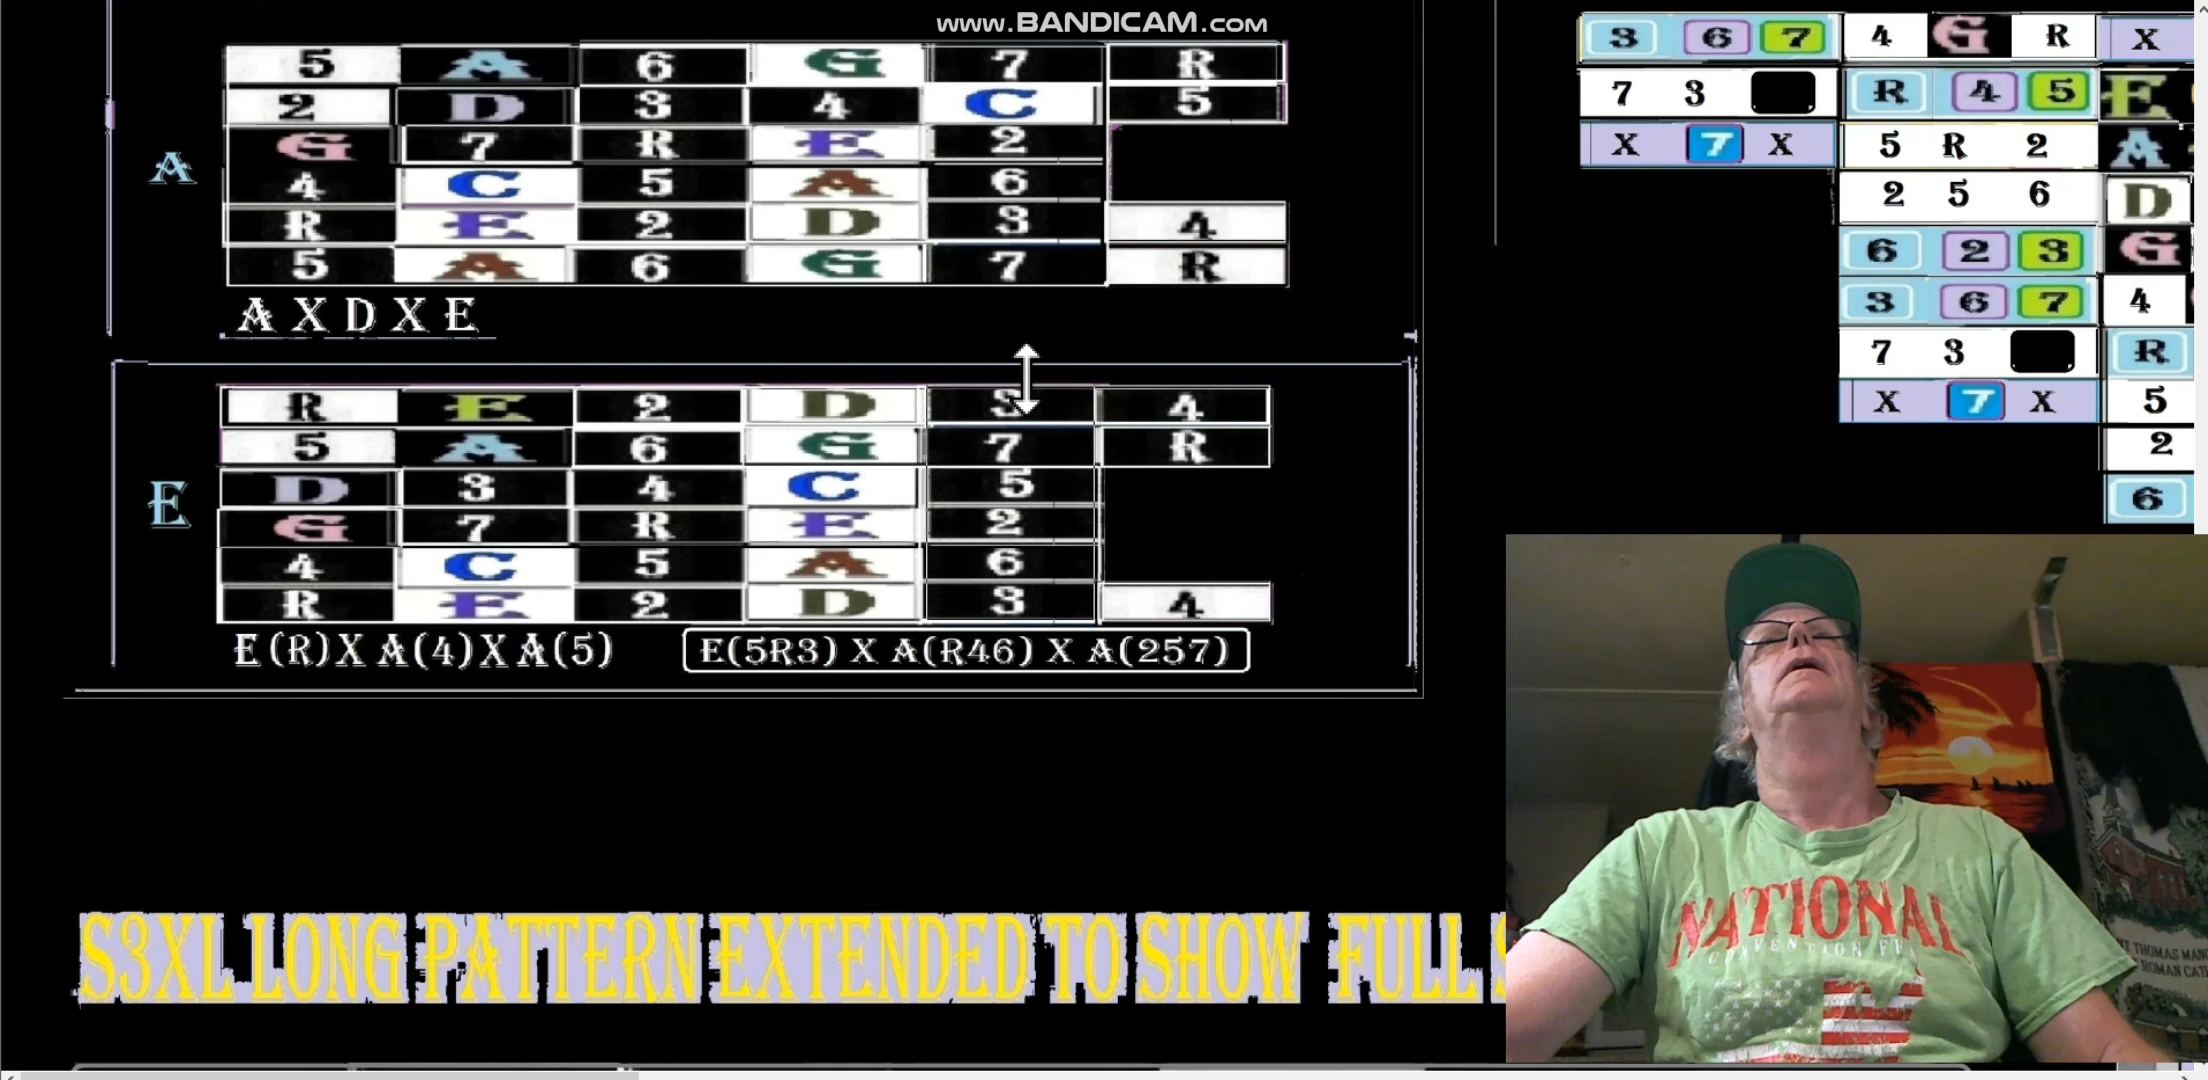 WWW.BANDICAM.COM
5 A 6 G 7 R
2 D 3 4 C 5
G 7 R E 2
A
4 C 5 A 6
R E 2 D 3 4
5 A 6 G 7 R
A X D X E
R E 2 D 3 4
5 A 6 G 7 R
D 3 4 C 5
E
G 7 R E 2
4 C 5 A 6
R E 2 D 3 4
E(R)X A(4)X A(5)
E(5R3) X A(R46) X A(257)
S3XL LONG PATTERN EXTENDED TO SHOW FULL
3 6 7 4 G R X
7 3 R 4 5 E
X 7 X 5 R 2 A
2 5 6 D
6 2 3 G
3 6 7 4
7 3 R
X 7 X 5
2
6
NATIONAL
CONVENTION
THOMAS
ROMAN